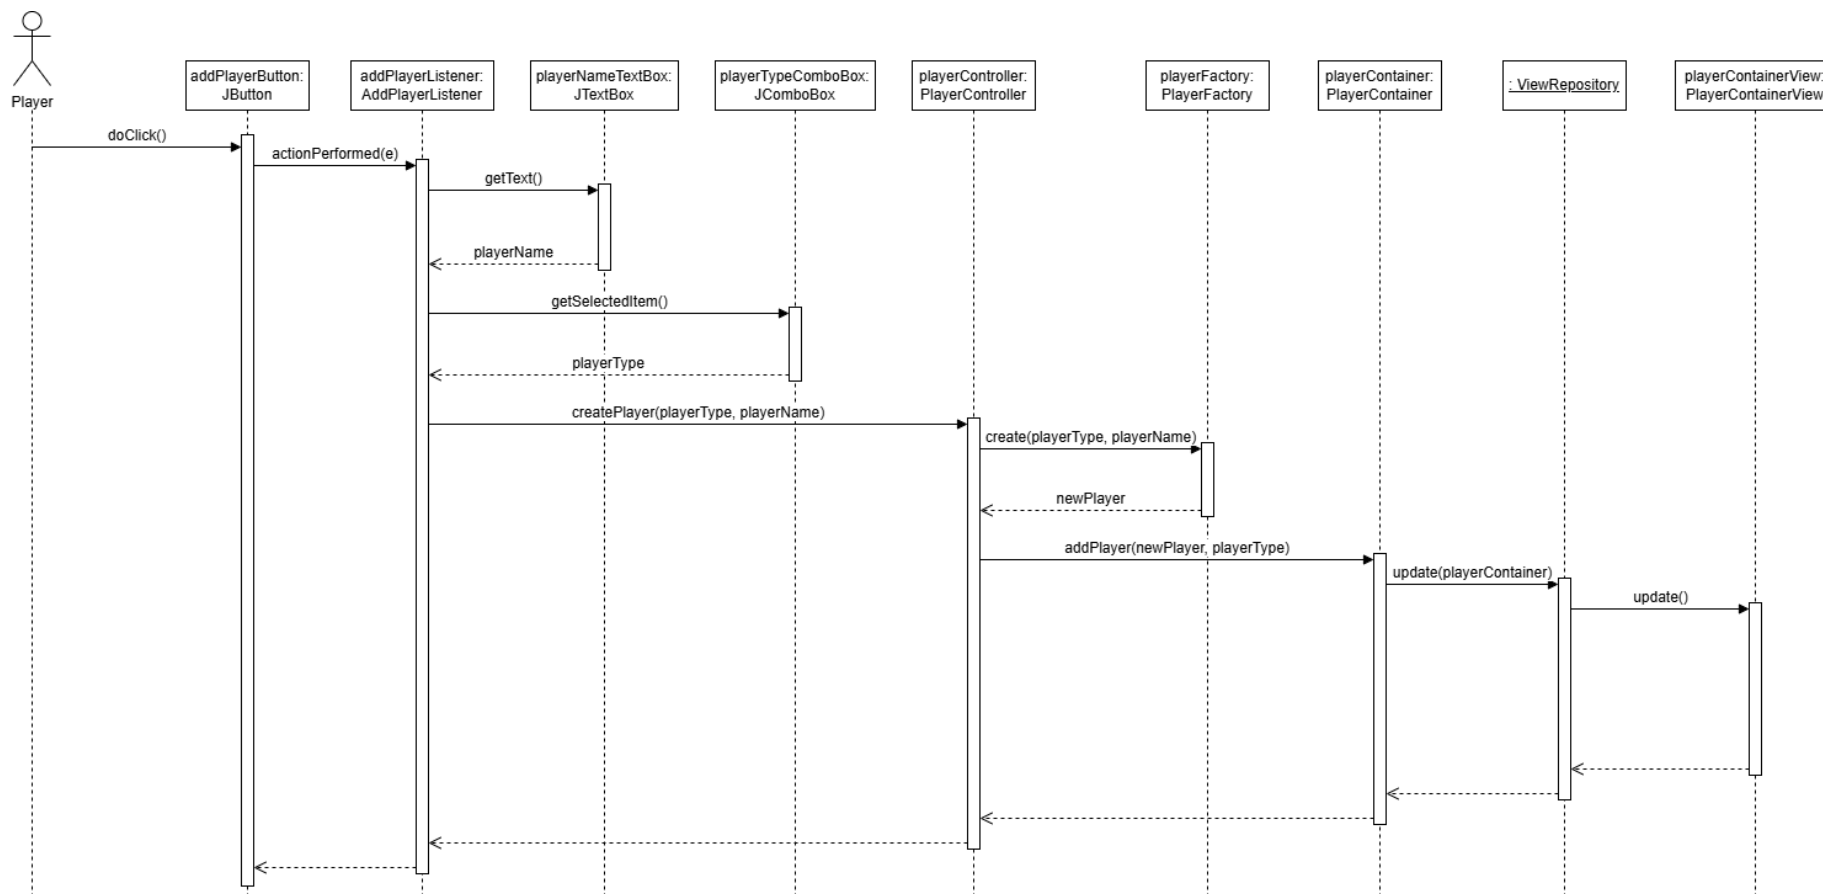 Player
addPlayerButton:
JButton
addPlayerListener:
AddPlayerListener
playerNameTextBox:
JTextBox
playerTypeComboBox:
JComboBox
playerController:
PlayerController
playerFactory:
PlayerFactory
playerContainer:
PlayerContainer
: ViewRepository
playerContainerView:
PlayerContainerView
doClick()
actionPerformed(e)
getText()
playerName
getSelectedItem()
playerType
createPlayer(playerType, playerName)
create(playerType, playerName)
newPlayer
addPlayer(newPlayer, playerType)
update(playerContainer)
update()